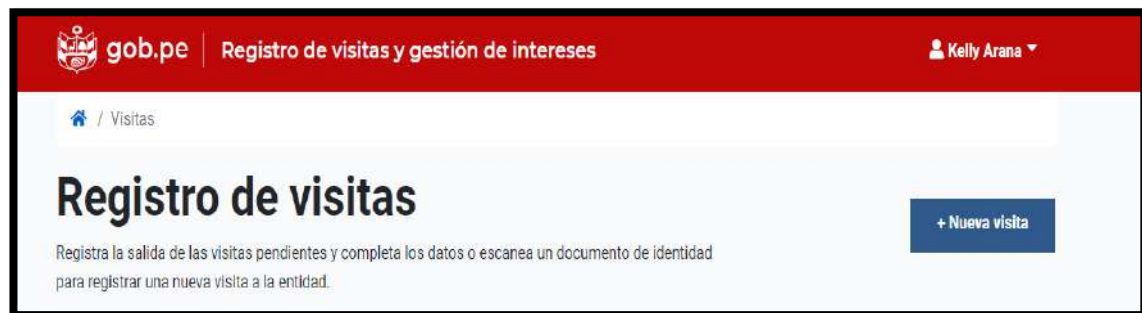 gob.pe Registro de visitas y gestión de intereses Kelly Arana
/ Visitas
Registro de visitas
+ Nueva visita
Registra la salida de las visitas pendientes y completa los datos o escanea un documento de identidad
para registrar una nueva visita a la entidad.